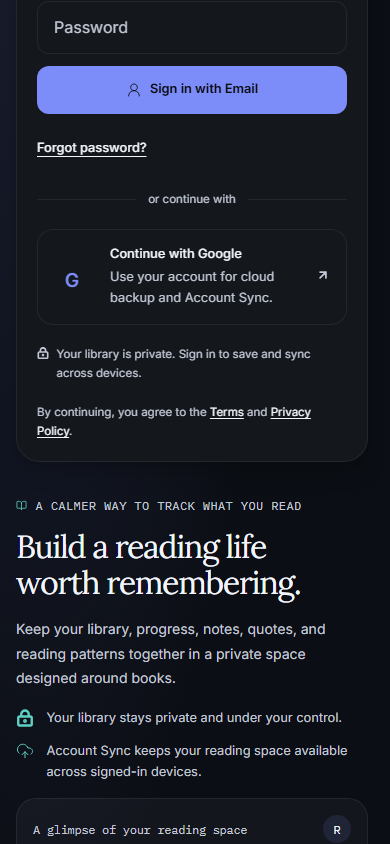 Password
Sign in with Email
Forgot password?
or continue with
G
Continue with Google
Use your account for cloud
backup and Account Sync.
Your library is private. Sign in to save and sync
across devices.
By continuing, you agree to the Terms and Privacy
Policy.
A CALMER WAY TO TRACK WHAT YOU READ
Build a reading life
worth remembering.
Keep your library, progress, notes, quotes, and
reading patterns together in a private space
designed around books.
Your library stays private and under your control.
Account Sync keeps your reading space available
across signed-in devices.
A glimpse of your reading space
R